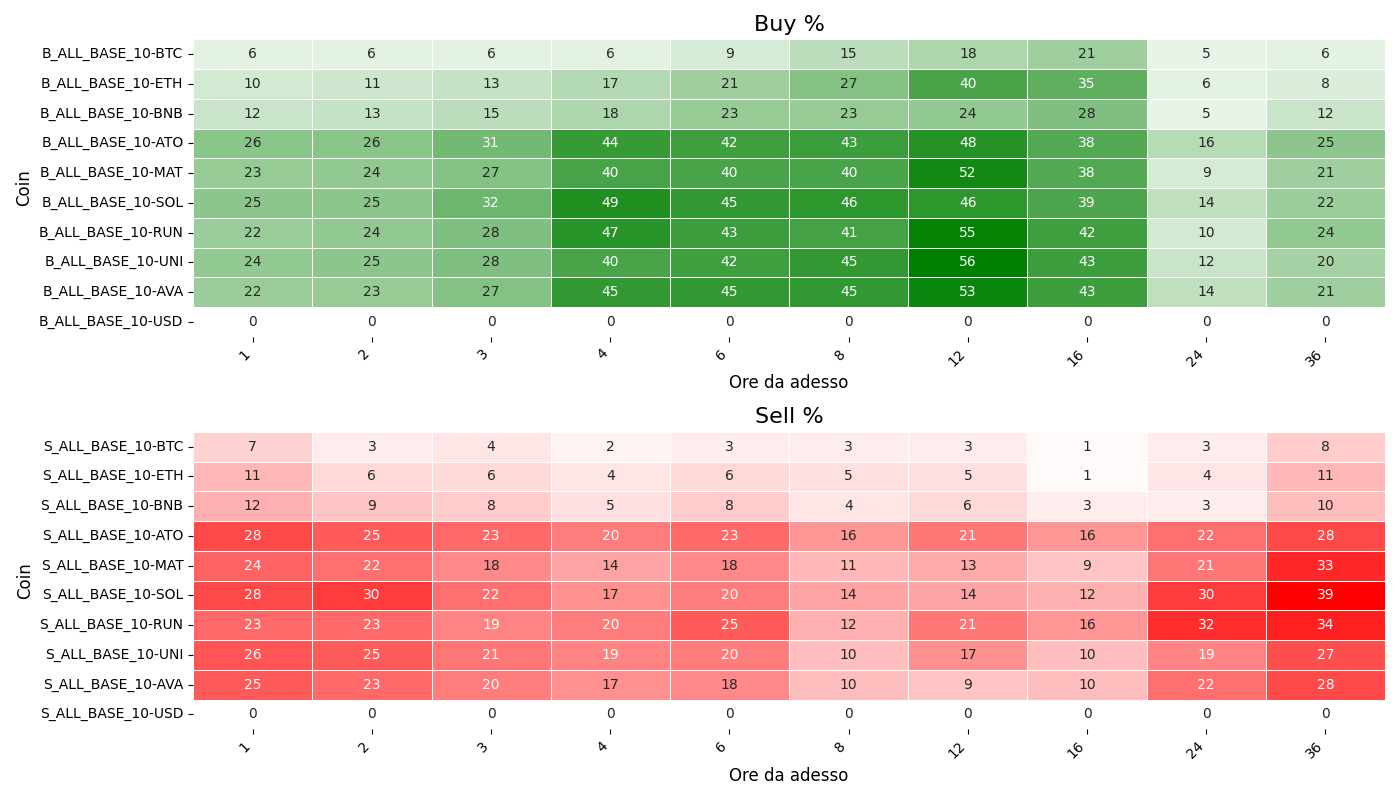 Buy %
Coin
B_ALL_BASE_10-BTC 6 6 6 6 9 15 18 21 5 6
B_ALL_BASE_10-ETH 10 11 13 17 21 27 40 35 6 8
B_ALL_BASE_10-BNB 12 13 15 18 23 23 24 28 5 12
B_ALL_BASE_10-ATO 26 26 31 44 42 43 48 38 16 25
B_ALL_BASE_10-MAT 23 24 27 40 40 40 52 38 9 21
B_ALL_BASE_10-SOL 25 25 32 49 45 46 46 39 14 22
B_ALL_BASE_10-RUN 22 24 28 47 43 41 55 42 10 24
B_ALL_BASE_10-UNI 24 25 28 40 42 45 56 43 12 20
B_ALL_BASE_10-AVA 22 23 27 45 45 45 53 43 14 21
B_ALL_BASE_10-USD 0 0 0 0 0 0 0 0 0 0
1 2 3 4 6 8 12 16 24 36
Ore da adesso
Sell %
Coin
S_ALL_BASE_10-BTC 7 3 4 2 3 3 3 1 3 8
S_ALL_BASE_10-ETH 11 6 6 4 6 5 5 1 4 11
S_ALL_BASE_10-BNB 12 9 8 5 8 4 6 3 3 10
S_ALL_BASE_10-ATO 28 25 23 20 23 16 21 16 22 28
S_ALL_BASE_10-MAT 24 22 18 14 18 11 13 9 21 33
S_ALL_BASE_10-SOL 28 30 22 17 20 14 14 12 30 39
S_ALL_BASE_10-RUN 23 23 19 20 25 12 21 16 32 34
S_ALL_BASE_10-UNI 26 25 21 19 20 10 17 10 19 27
S_ALL_BASE_10-AVA 25 23 20 17 18 10 9 10 22 28
S_ALL_BASE_10-USD 0 0 0 0 0 0 0 0 0 0
1 2 3 4 6 8 12 16 24 36
Ore da adesso